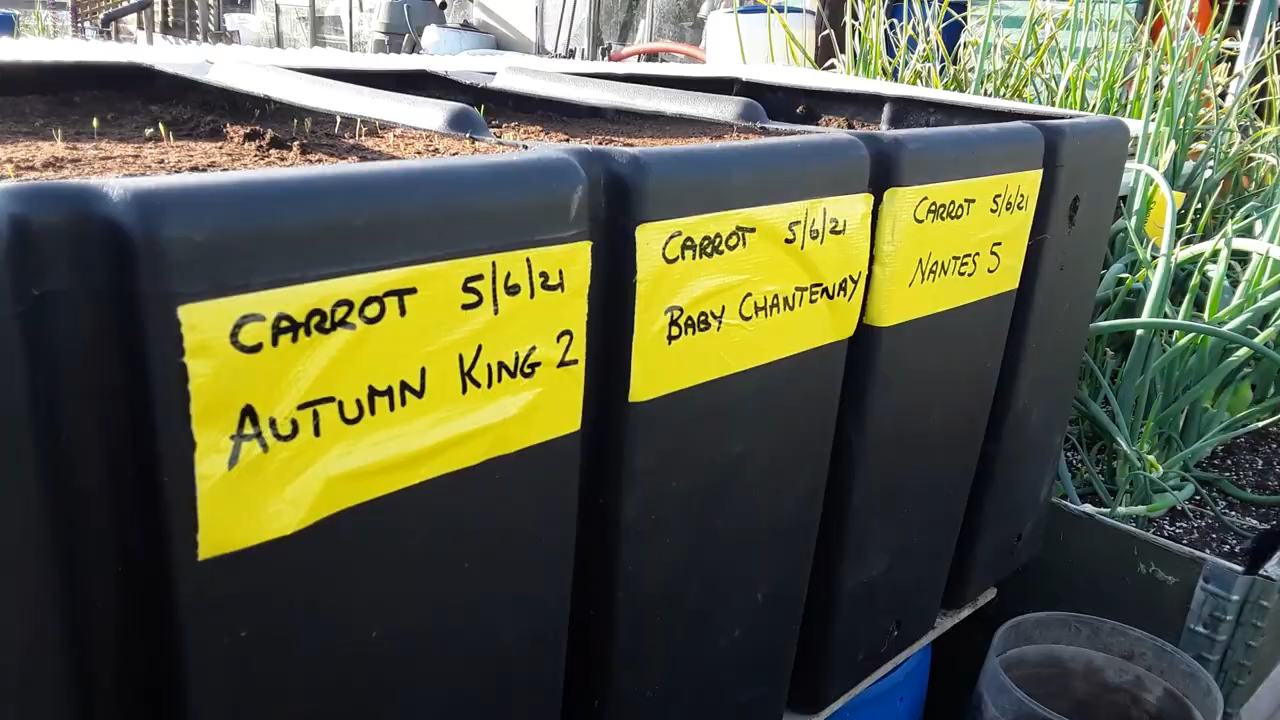 CARROT 5/6/21
AUTUMN KING 2
CARROT 5/6/21
BABY CHANTENAY
CARROT 5/6/21
NANTES 5